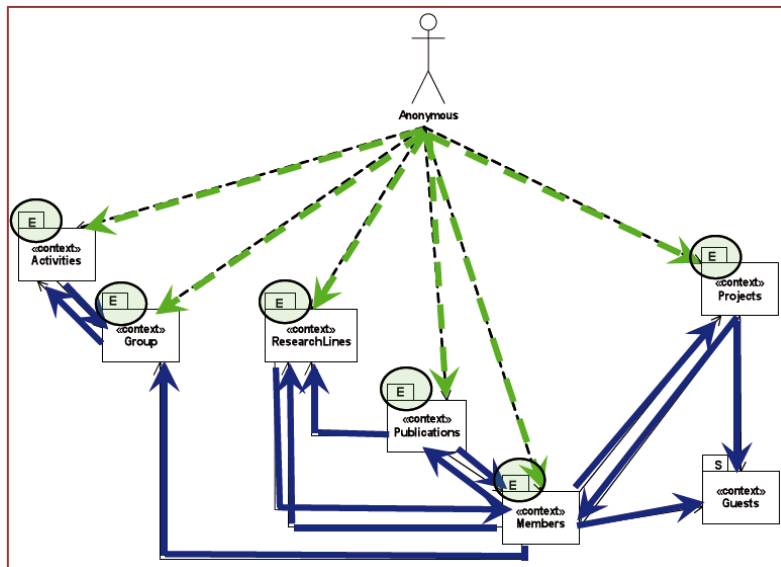 Anonymous
E
«context»
Activities
E
«context»
Group
E
«context»
ResearchLines
E
«context»
Publications
E
«context»
Members
E
«context»
Projects
S
«context»
Guests